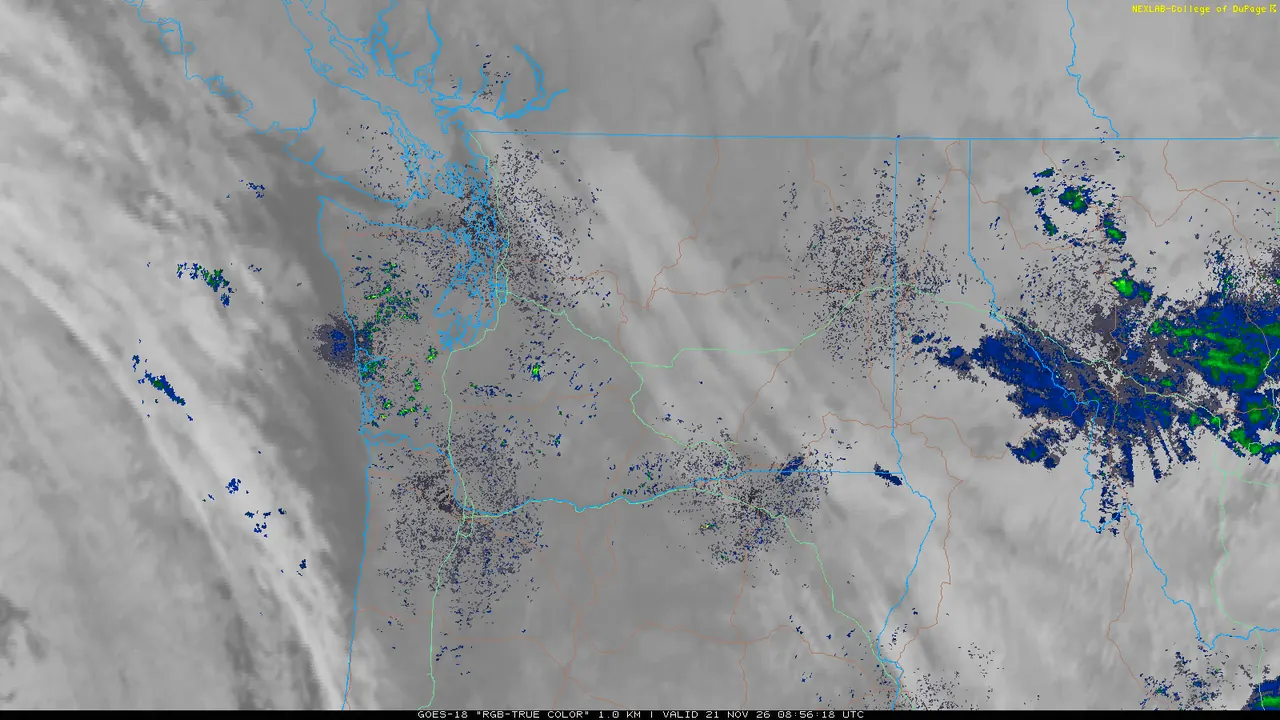 NEXLAB-College of DuPage
GOES-18 "RGB-TRUE COLOR" 1.0 KM | VALID 21 NOV 26 08:56:18 UTC